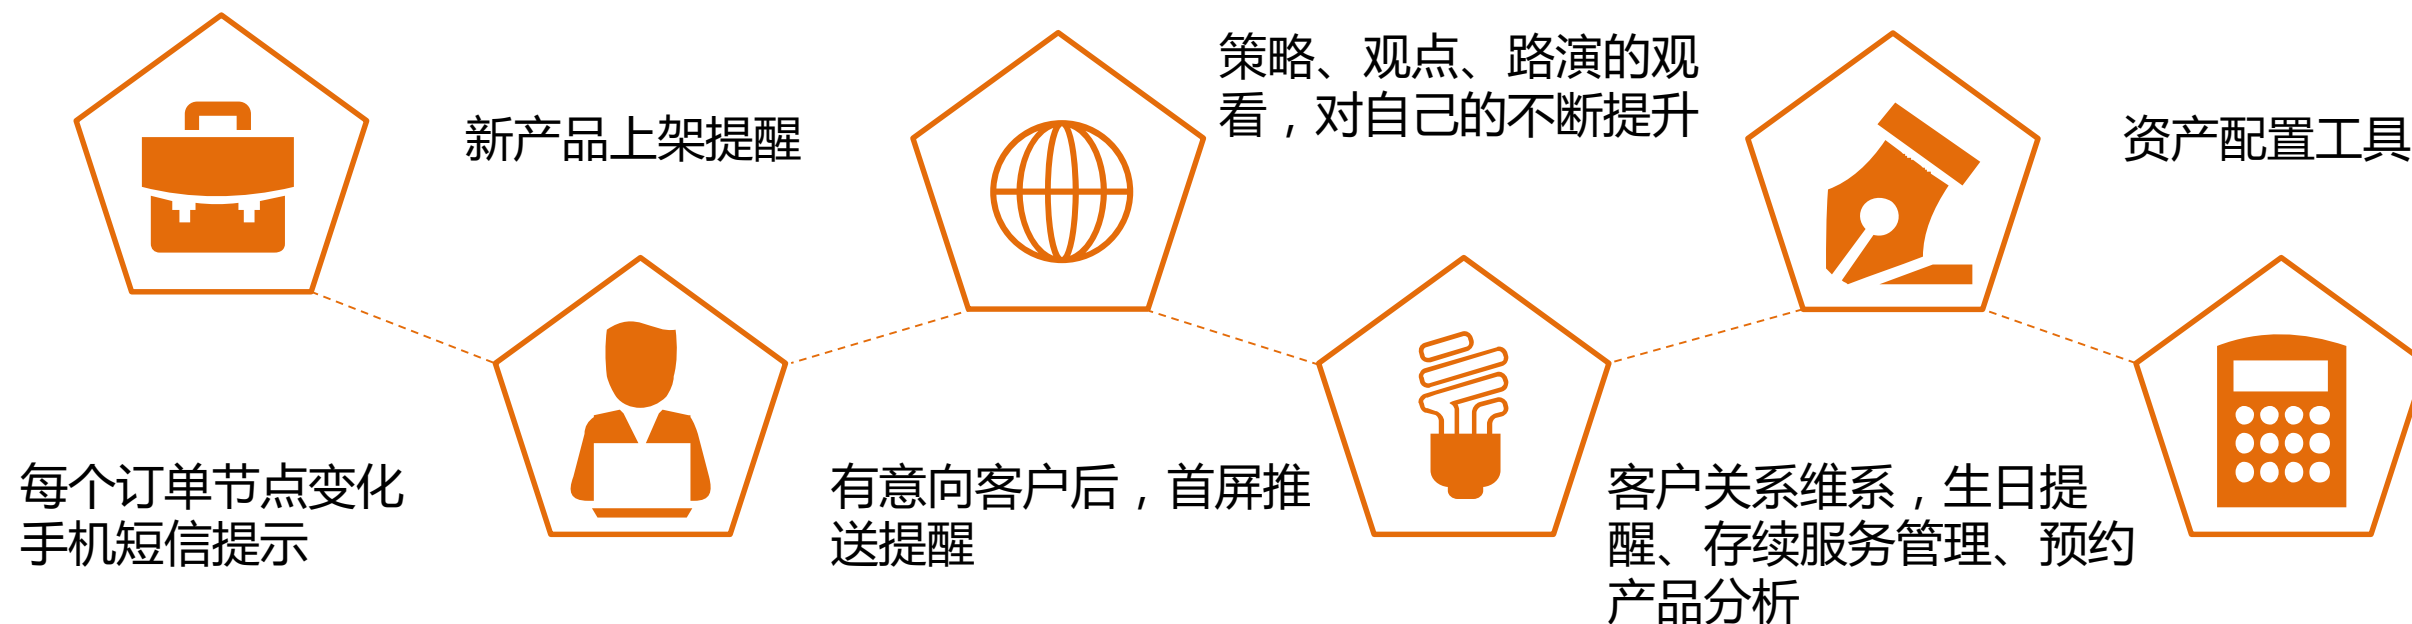 每个订单节点变化
手机短信提示
新产品上架提醒
有意向客户后，首屏推
送提醒
策略、观点、路演的观
看，对自己的不断提升
客户关系维系，生日提
醒、存续服务管理、预约
产品分析
资产配置工具